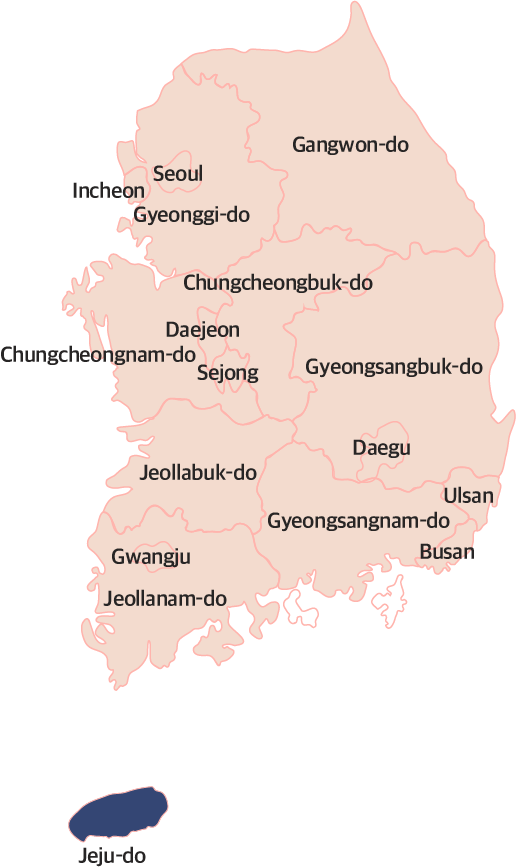 Gangwon-do
Seoul
Incheon
Gyeonggi-do
Chungcheongbuk-do
Daejeon
Chungcheongnam-do
Sejong
Gyeongsangbuk-do
Daegu
Jeollabuk-do
Ulsan
Gyeongsangnam-do
Busan
Gwangju
Jeollanam-do
Jeju-do